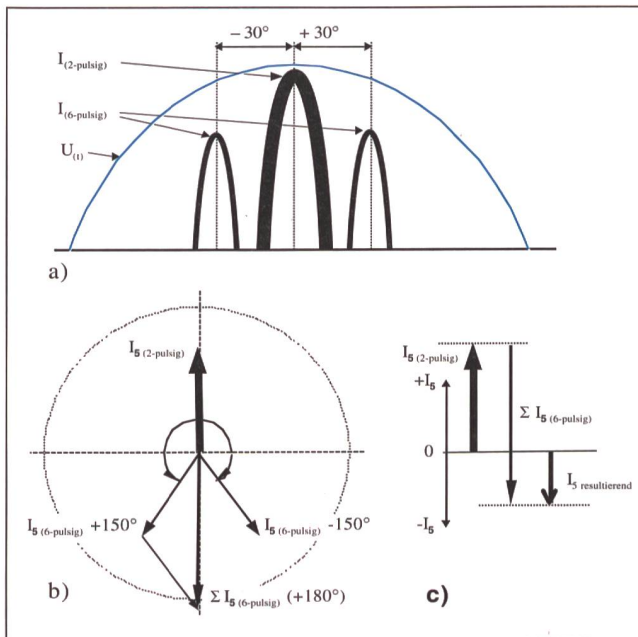 – 30° + 30°
I(2-pulsig)
I(6-pulsig)
U(1)
a)
I5 (2-pulsig)
I5 (6-pulsig) +150°
I5 (6-pulsig) -150°
Σ I5 (6-pulsig) (+180°)
b)
I5 (2-pulsig)
+I5
Σ I5 (6-pulsig)
0
I5 resultierend
-I5
c)